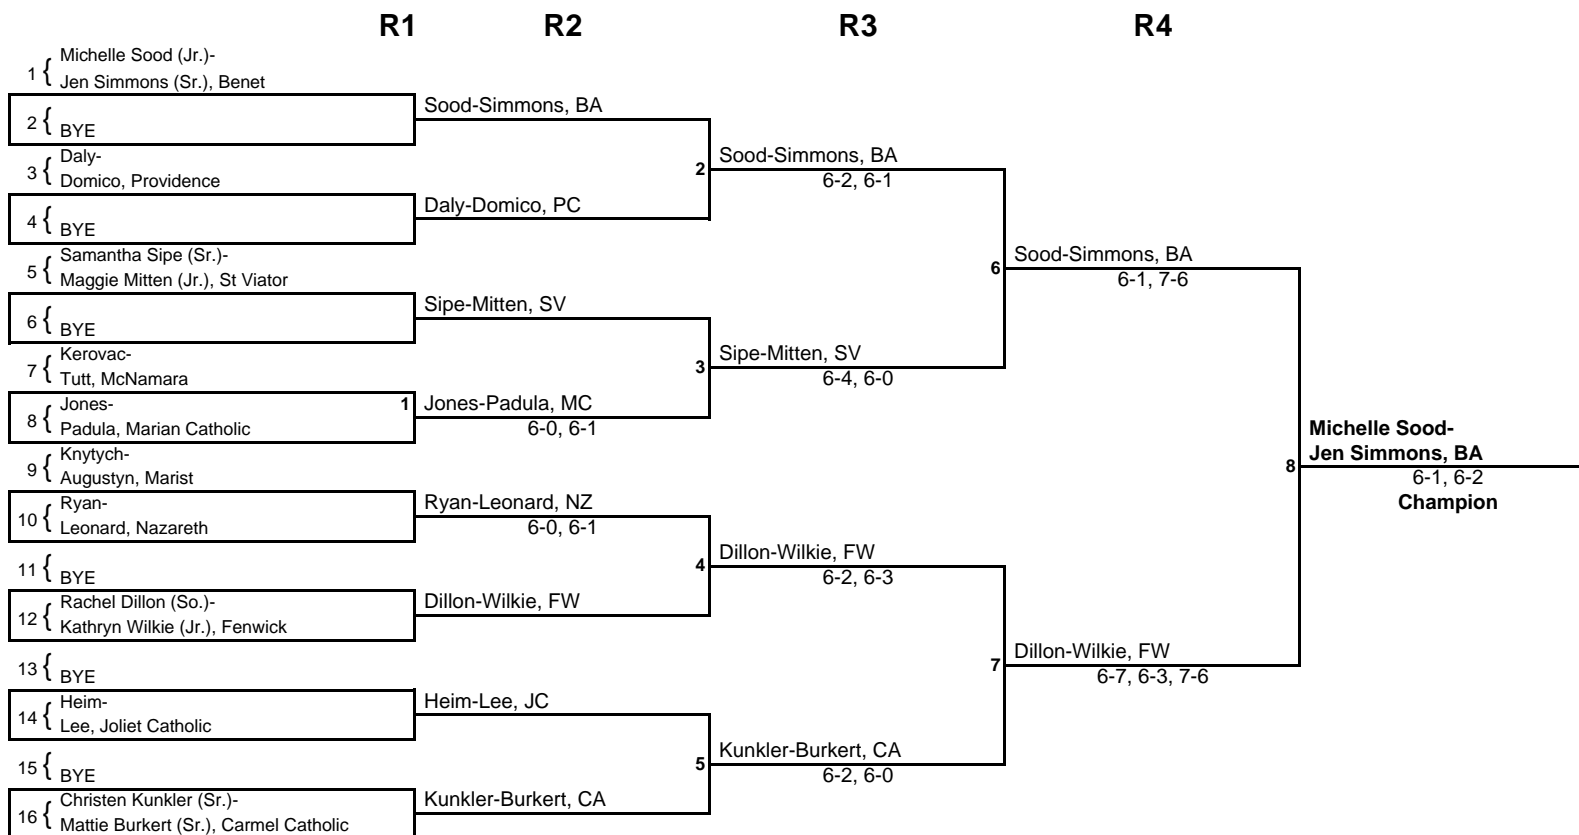 R1 R2 R3 R4
1 { Michelle Sood (Jr.)-
Jen Simmons (Sr.), Benet
2 { BYE
3 { Daly-
Domico, Providence
4 { BYE
5 { Samantha Sipe (Sr.)-
Maggie Mitten (Jr.), St Viator
6 { BYE
7 { Kerovac-
Tutt, McNamara
8 { Jones-
Padula, Marian Catholic
9 { Knytych-
Augustyn, Marist
10 { Ryan-
Leonard, Nazareth
11 { BYE
12 { Rachel Dillon (So.)-
Kathryn Wilkie (Jr.), Fenwick
13 { BYE
14 { Heim-
Lee, Joliet Catholic
15 { BYE
16 { Christen Kunkler (Sr.)-
Mattie Burkert (Sr.), Carmel Catholic
Sood-Simmons, BA
Daly-Domico, PC
Sipe-Mitten, SV
1 Jones-Padula, MC
6-0, 6-1
Ryan-Leonard, NZ
6-0, 6-1
Dillon-Wilkie, FW
Heim-Lee, JC
Kunkler-Burkert, CA
2 Sood-Simmons, BA
6-2, 6-1
3 Sipe-Mitten, SV
6-4, 6-0
4 Dillon-Wilkie, FW
6-2, 6-3
5 Kunkler-Burkert, CA
6-2, 6-0
6 Sood-Simmons, BA
6-1, 7-6
7 Dillon-Wilkie, FW
6-7, 6-3, 7-6
8 Michelle Sood-
Jen Simmons, BA
6-1, 6-2
Champion